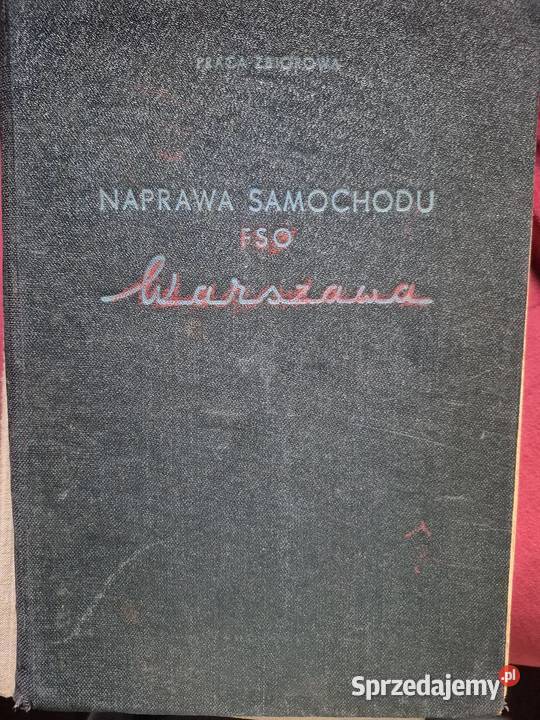 PRACA ZBIOROWA
NAPRAWA SAMOCHODU
FSO
Warszawa
Sprzedajemy.pl